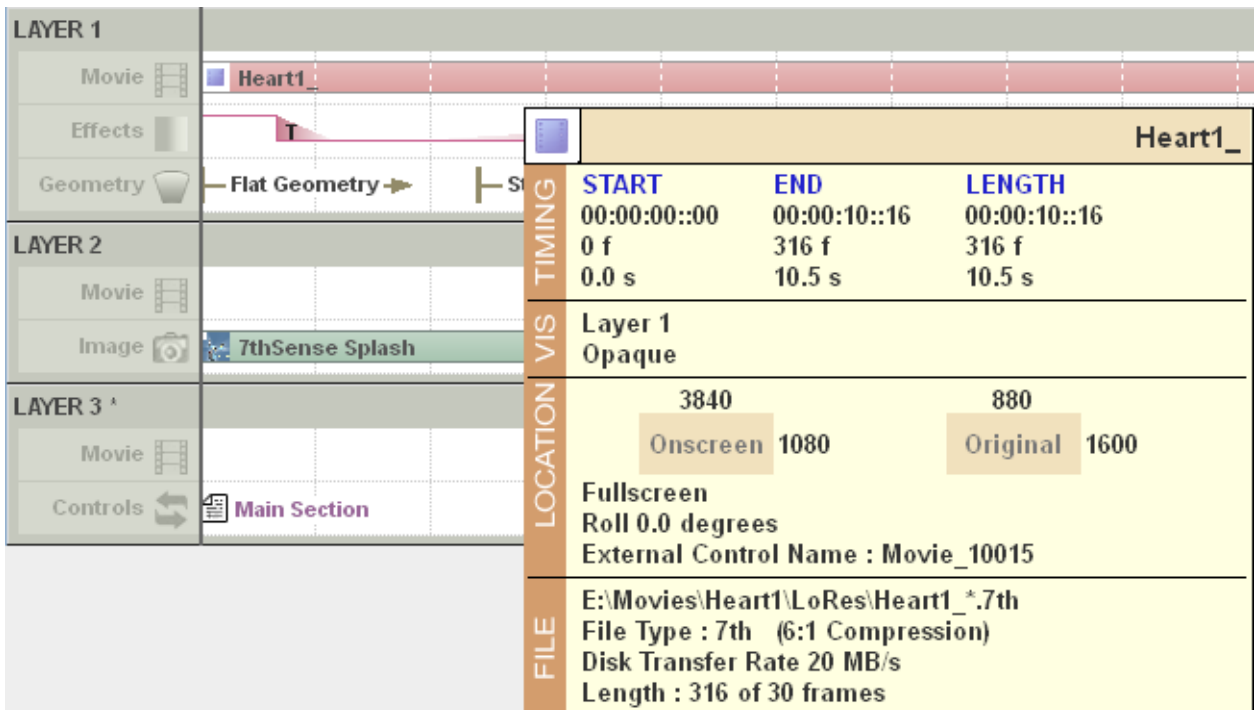 LAYER 1
Movie
Heart1_
Effects
T
Geometry
Flat Geometry
LAYER 2
Movie
Image
7thSense Splash
LAYER 3 *
Movie
Controls
Main Section
Heart1_
TIMING
START END LENGTH
00:00:00::00 00:00:10::16 00:00:10::16
0 f 316 f 316 f
0.0 s 10.5 s 10.5 s
VIS
Layer 1
Opaque
LOCATION
3840 880
Onscreen 1080 Original 1600
Fullscreen
Roll 0.0 degrees
External Control Name : Movie_10015
FILE
E:\Movies\Heart1\LoRes\Heart1_*.7th
File Type : 7th (6:1 Compression)
Disk Transfer Rate 20 MB/s
Length : 316 of 30 frames